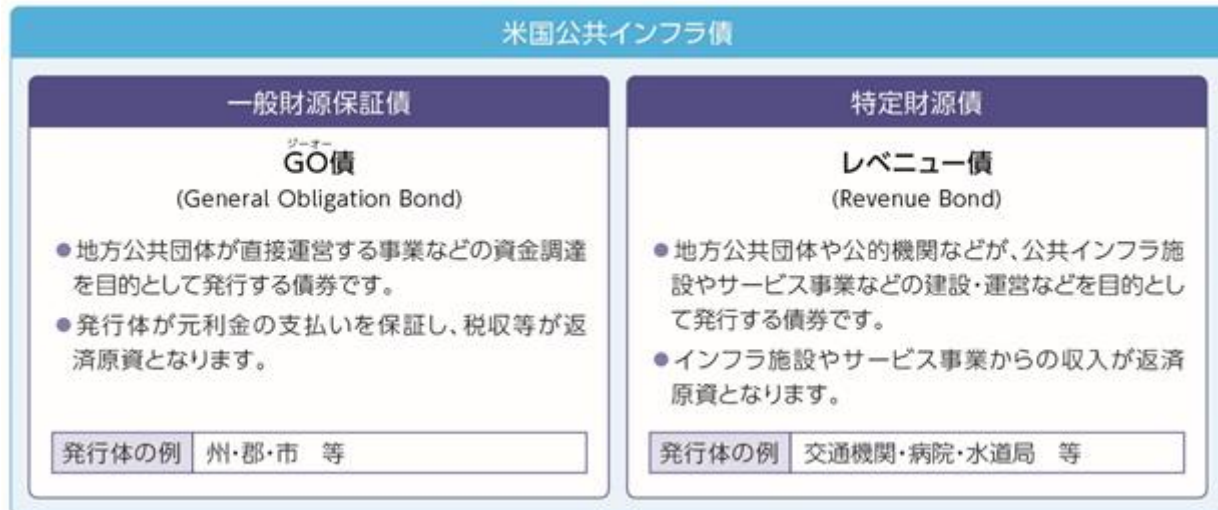 米国公共インフラ債
一般財源保証債
ジーオー
GO債
(General Obligation Bond)
●地方公共団体が直接運営する事業などの資金調達
を目的として発行する債券です。
●発行体が元利金の支払いを保証し、税収等が返
済原資となります。
発行体の例 州・郡・市 等
特定財源債
レベニュー債
(Revenue Bond)
●地方公共団体や公的機関などが、公共インフラ施
設やサービス事業などの建設・運営などを目的とし
て発行する債券です。
●インフラ施設やサービス事業からの収入が返済
原資となります。
発行体の例 交通機関・病院・水道局 等